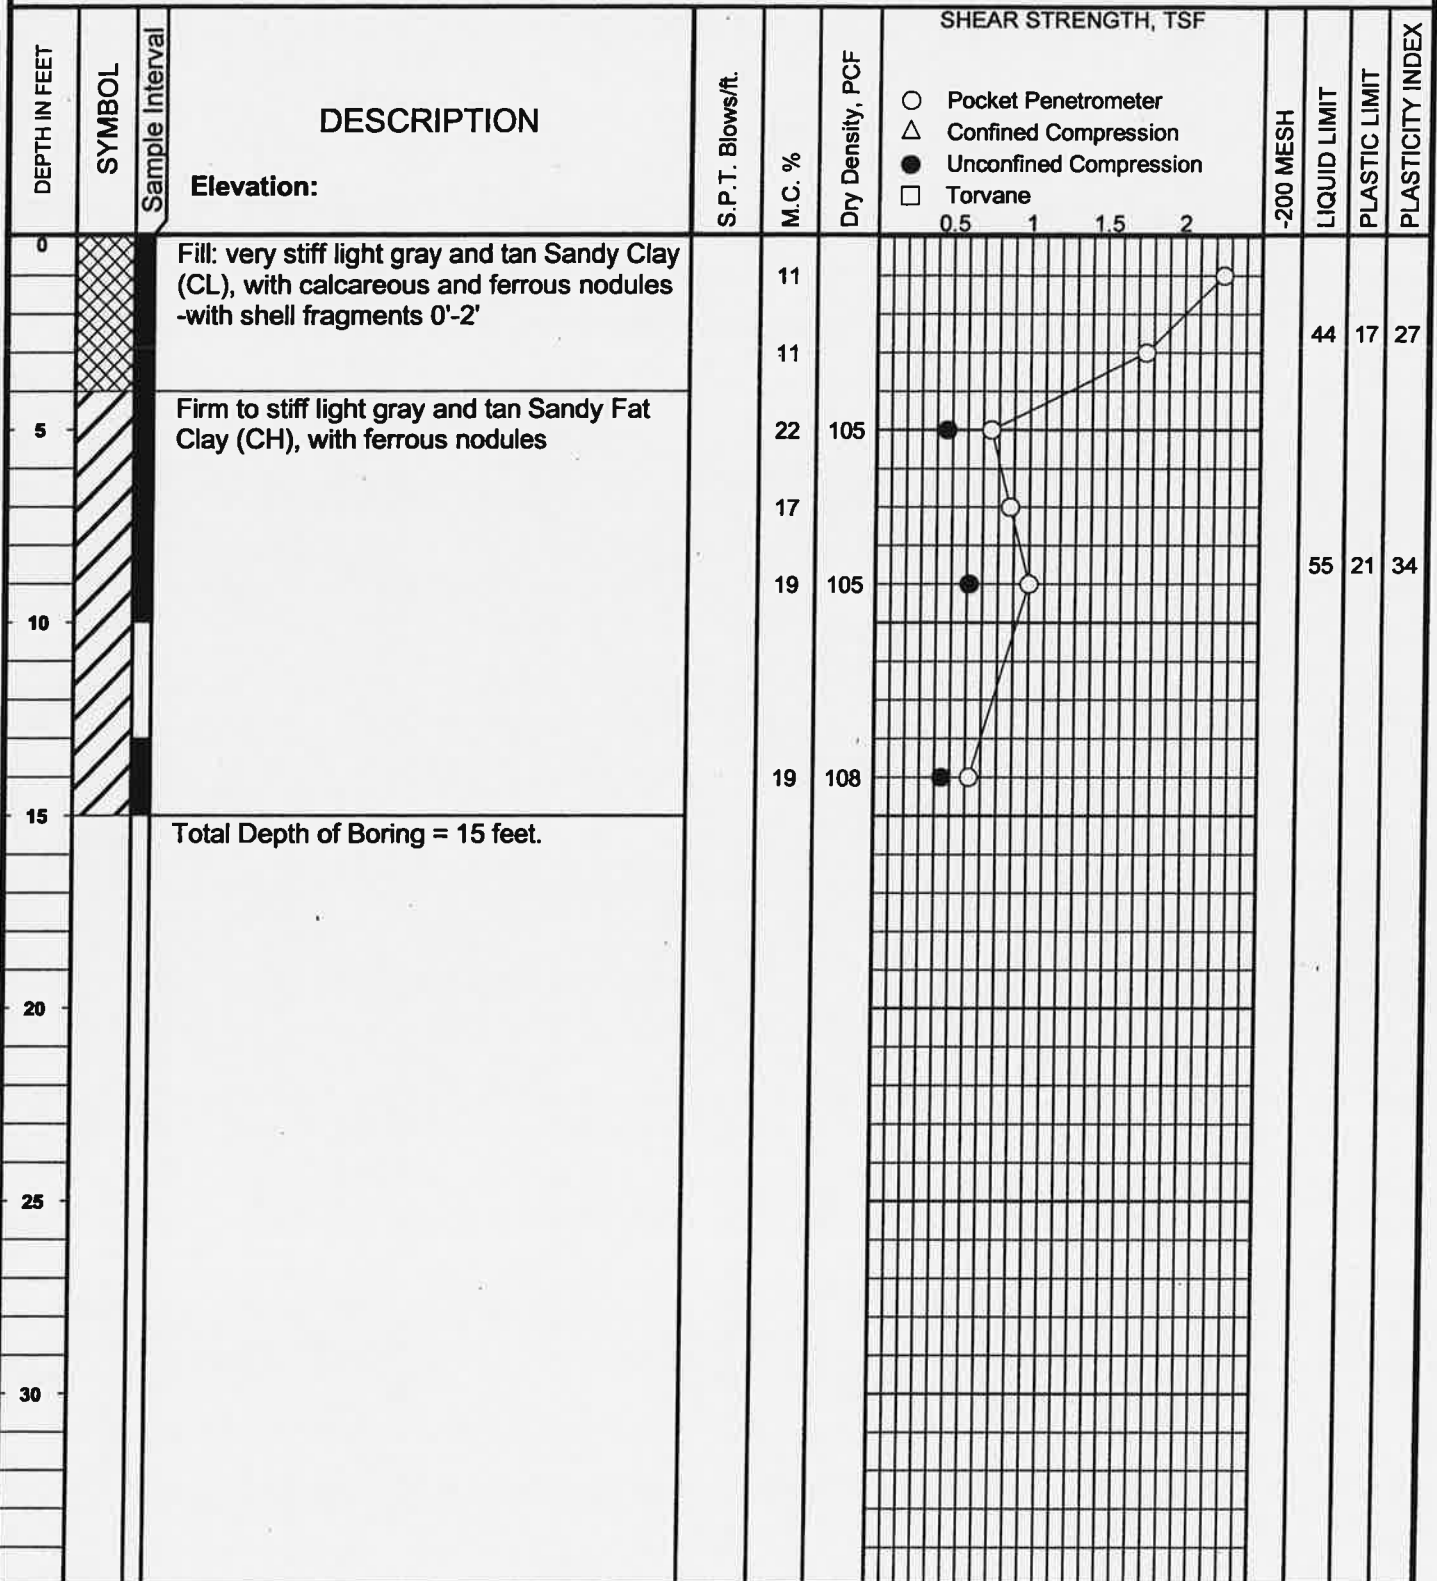 SHEAR STRENGTH, TSF
DEPTH IN FEET
SYMBOL
Sample Interval
DESCRIPTION
Elevation:
S.P.T. Blows/ft.
M.C. %
Dry Density, PCF
Pocket Penetrometer
Confined Compression
Unconfined Compression
Torvane
0.5 1 1.5 2
-200 MESH
LIQUID LIMIT
PLASTIC LIMIT
PLASTICITY INDEX
0
Fill: very stiff light gray and tan Sandy Clay
(CL), with calcareous and ferrous nodules
-with shell fragments 0'-2'
11
44 17 27
11
Firm to stiff light gray and tan Sandy Fat
Clay (CH), with ferrous nodules
5
22 105
17
55 21 34
19 105
10
19 108
15
Total Depth of Boring = 15 feet.
20
25
30